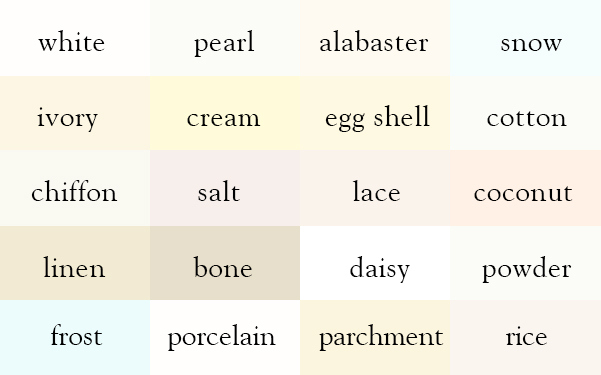 white pearl alabaster snow
ivory cream egg shell cotton
chiffon salt lace coconut
linen bone daisy powder
frost porcelain parchment rice